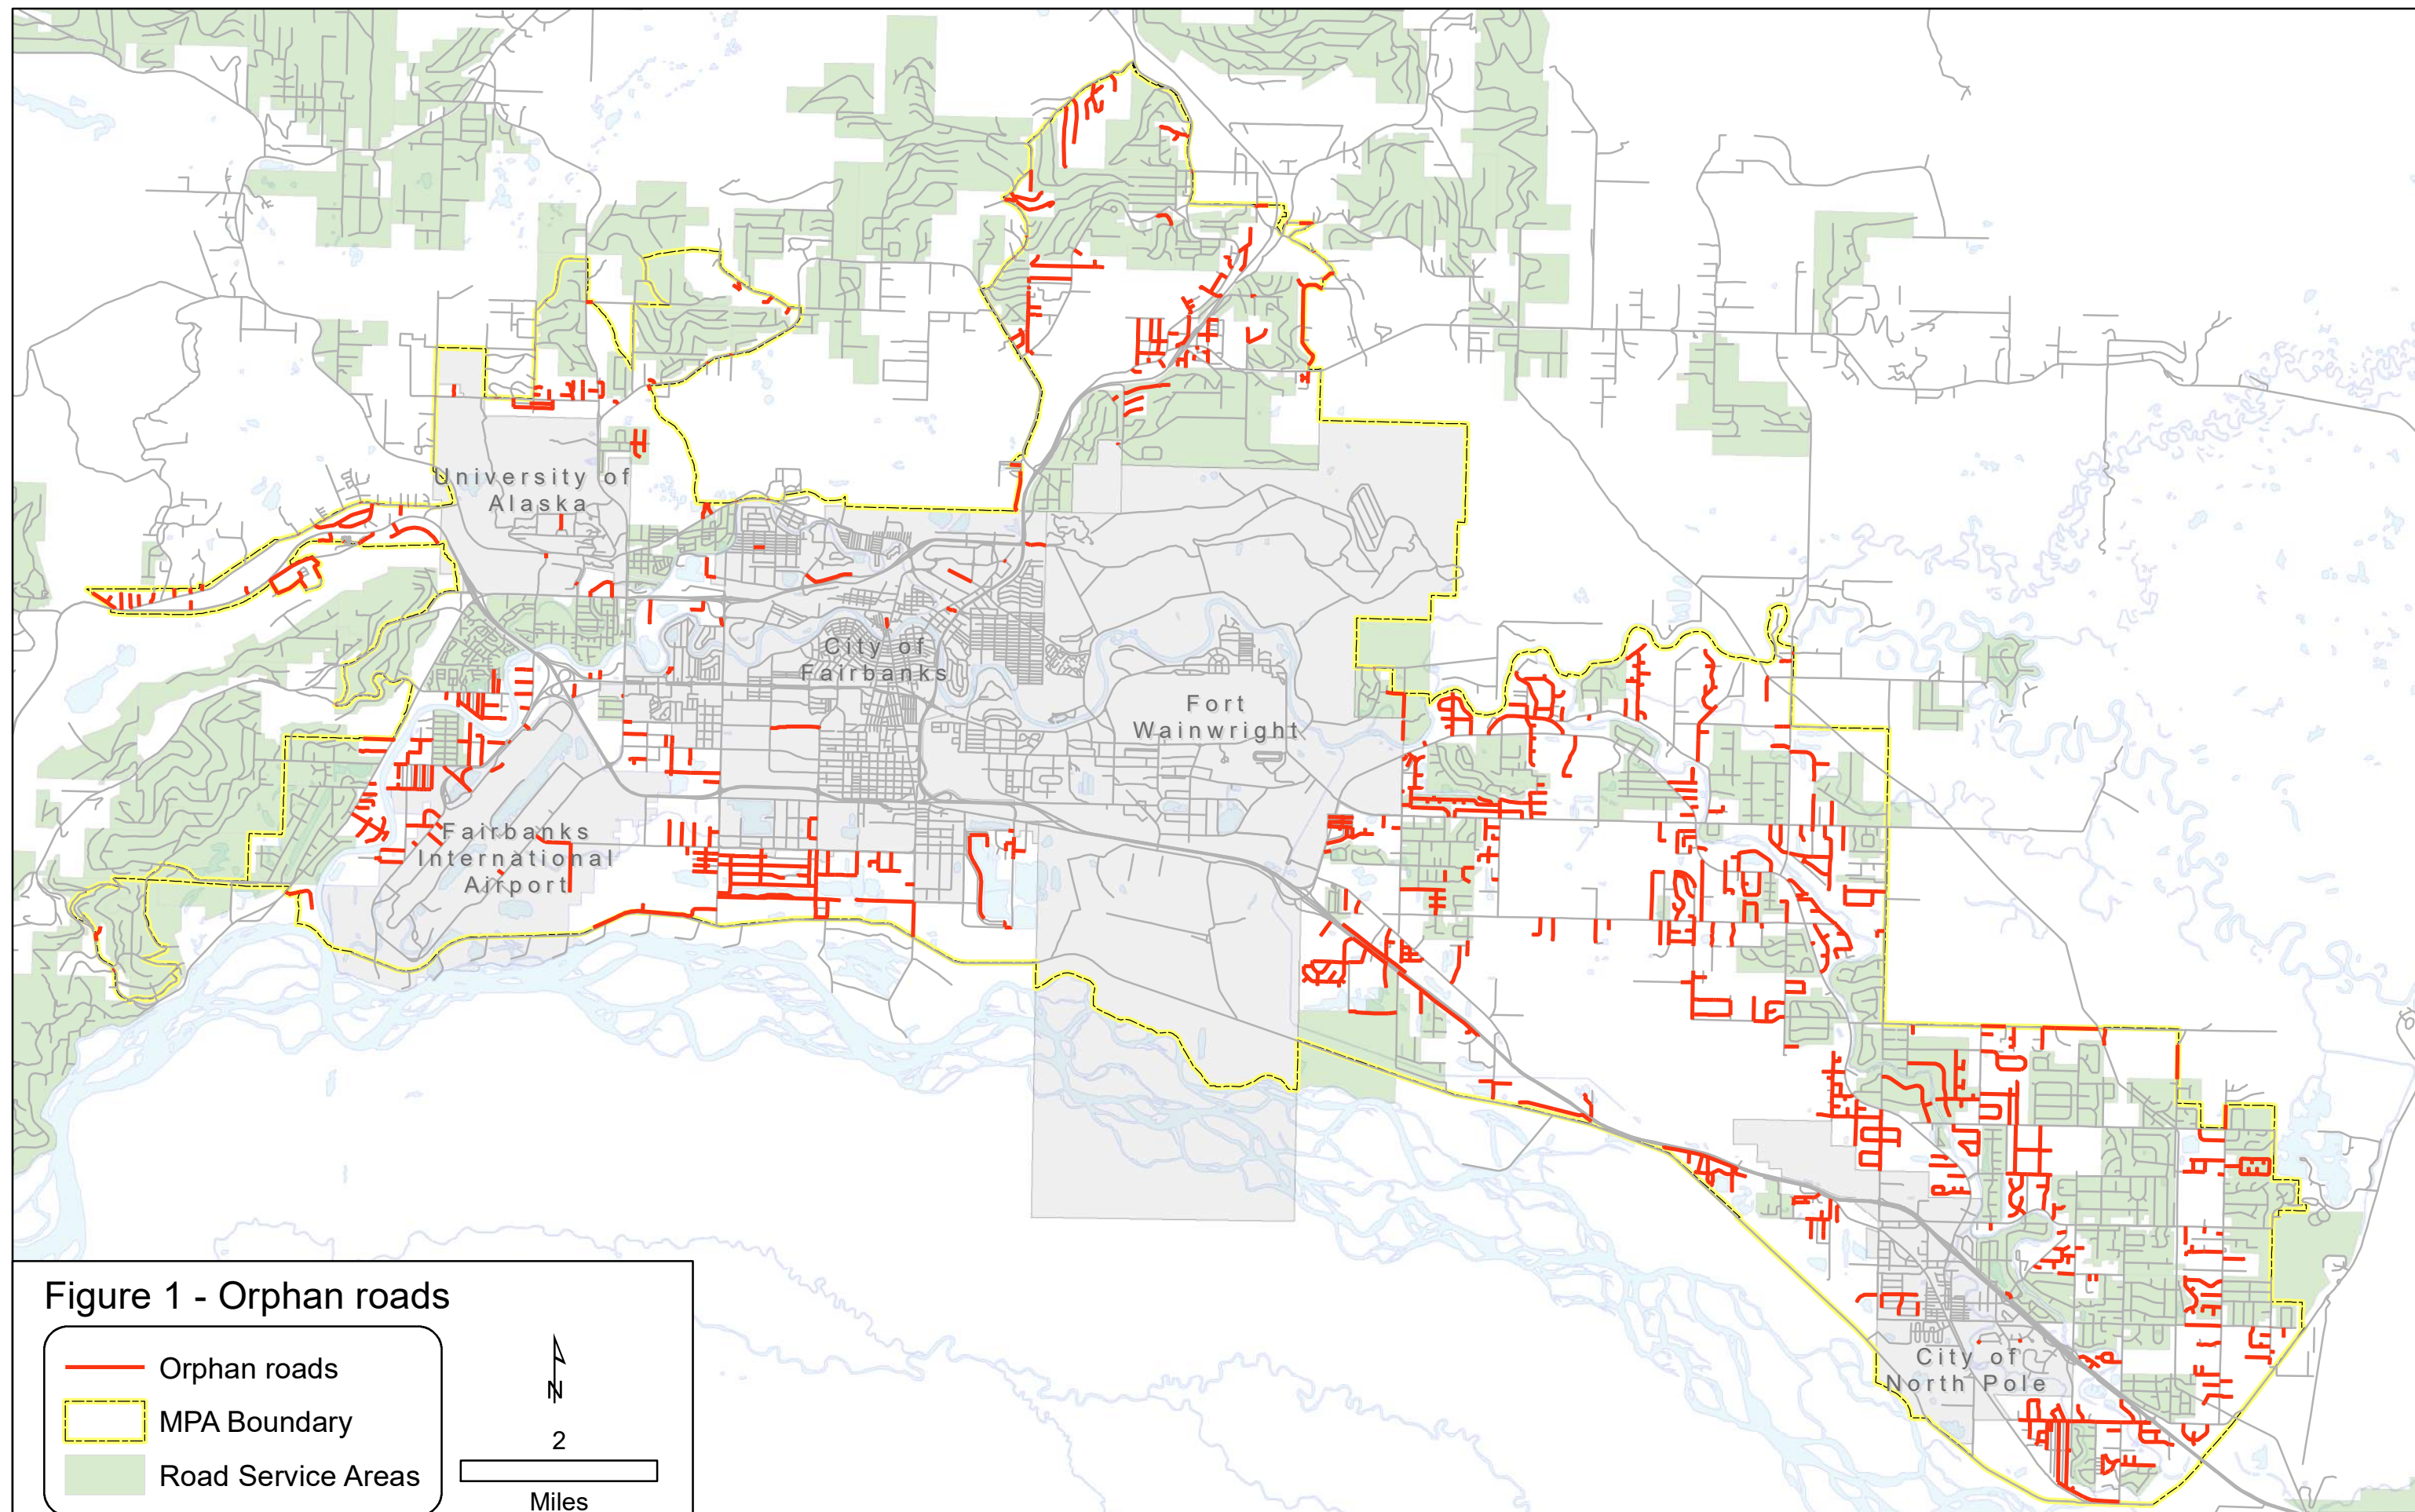 University of
Alaska
City of
Fairbanks
Fort
Wainwright
Fairbanks
International
Airport
City of
North Pole
Figure 1 - Orphan roads
Orphan roads
MPA Boundary
Road Service Areas
N
2
Miles